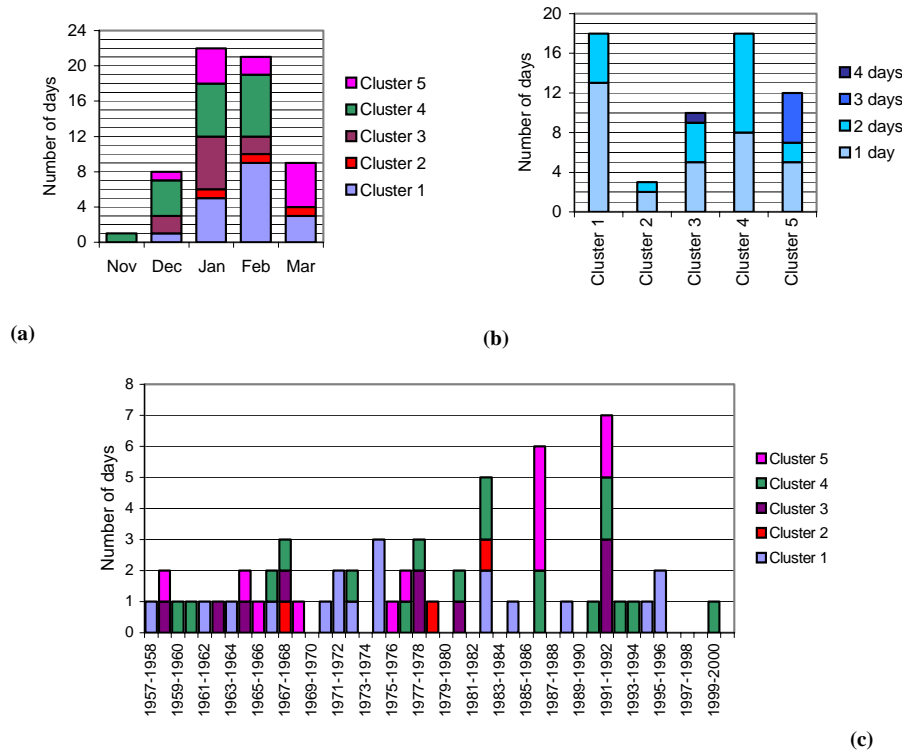 Number of days
24
20
16
12
8
4
0
Nov Dec Jan Feb Mar
Cluster 5
Cluster 4
Cluster 3
Cluster 2
Cluster 1
(a)
Number of days
20
16
12
8
4
0
Cluster 1
Cluster 2
Cluster 3
Cluster 4
Cluster 5
4 days
3 days
2 days
1 day
(b)
Number of days
8
7
6
5
4
3
2
1
0
1957-1958
1959-1960
1961-1962
1963-1964
1965-1966
1967-1968
1969-1970
1971-1972
1973-1974
1975-1976
1977-1978
1979-1980
1981-1982
1983-1984
1985-1986
1987-1988
1989-1990
1991-1992
1993-1994
1995-1996
1997-1998
1999-2000
Cluster 5
Cluster 4
Cluster 3
Cluster 2
Cluster 1
(c)